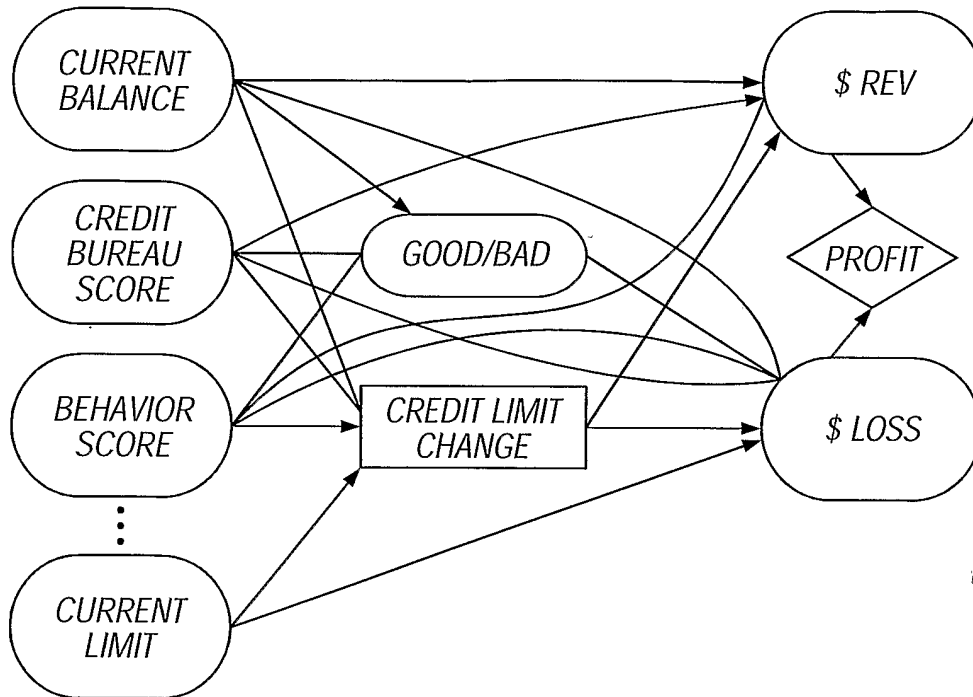 CURRENT
BALANCE
$ REV
CREDIT
BUREAU
SCORE
GOOD/BAD
PROFIT
BEHAVIOR
SCORE
CREDIT LIMIT
CHANGE
$ LOSS
CURRENT
LIMIT